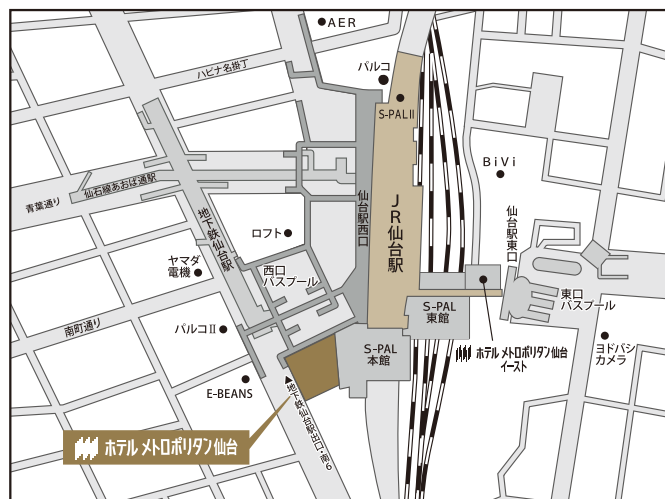 AER
ハピナ名掛丁
パルコ
S-PALⅡ
BiVi
仙石線あおば通駅
青葉通り
地下鉄仙台駅
仙台駅西口
JR仙台駅
仙台駅東口
ロフト
ヤマダ
電機
西口
バスプール
東口
バスプール
S-PAL
東館
南町通り
パルコⅡ
S-PAL
本館
ホテル メトロポリタン仙台
イースト
ヨドバシ
カメラ
E-BEANS
▲地下鉄仙台駅出口・南6
ホテル メトロポリタン仙台